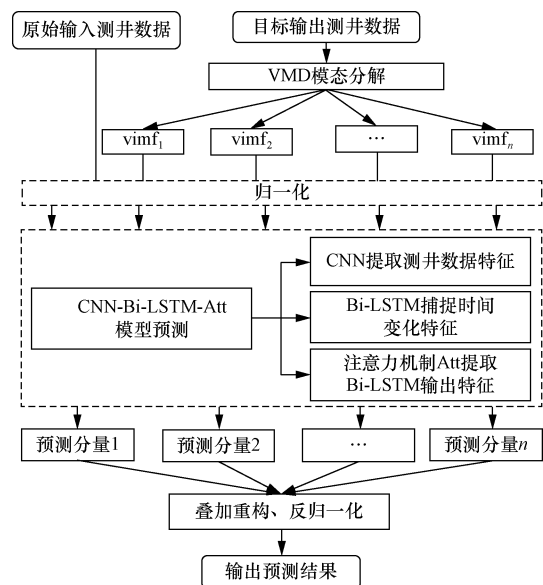 原始输入测井数据
目标输出测井数据
VMD模态分解
vimf1
vimf2
…
vimfn
归一化
CNN-Bi-LSTM-Att
模型预测
CNN提取测井数据特征
Bi-LSTM捕捉时间
变化特征
注意力机制Att提取
Bi-LSTM输出特征
预测分量1
预测分量2
…
预测分量n
叠加重构、反归一化
输出预测结果